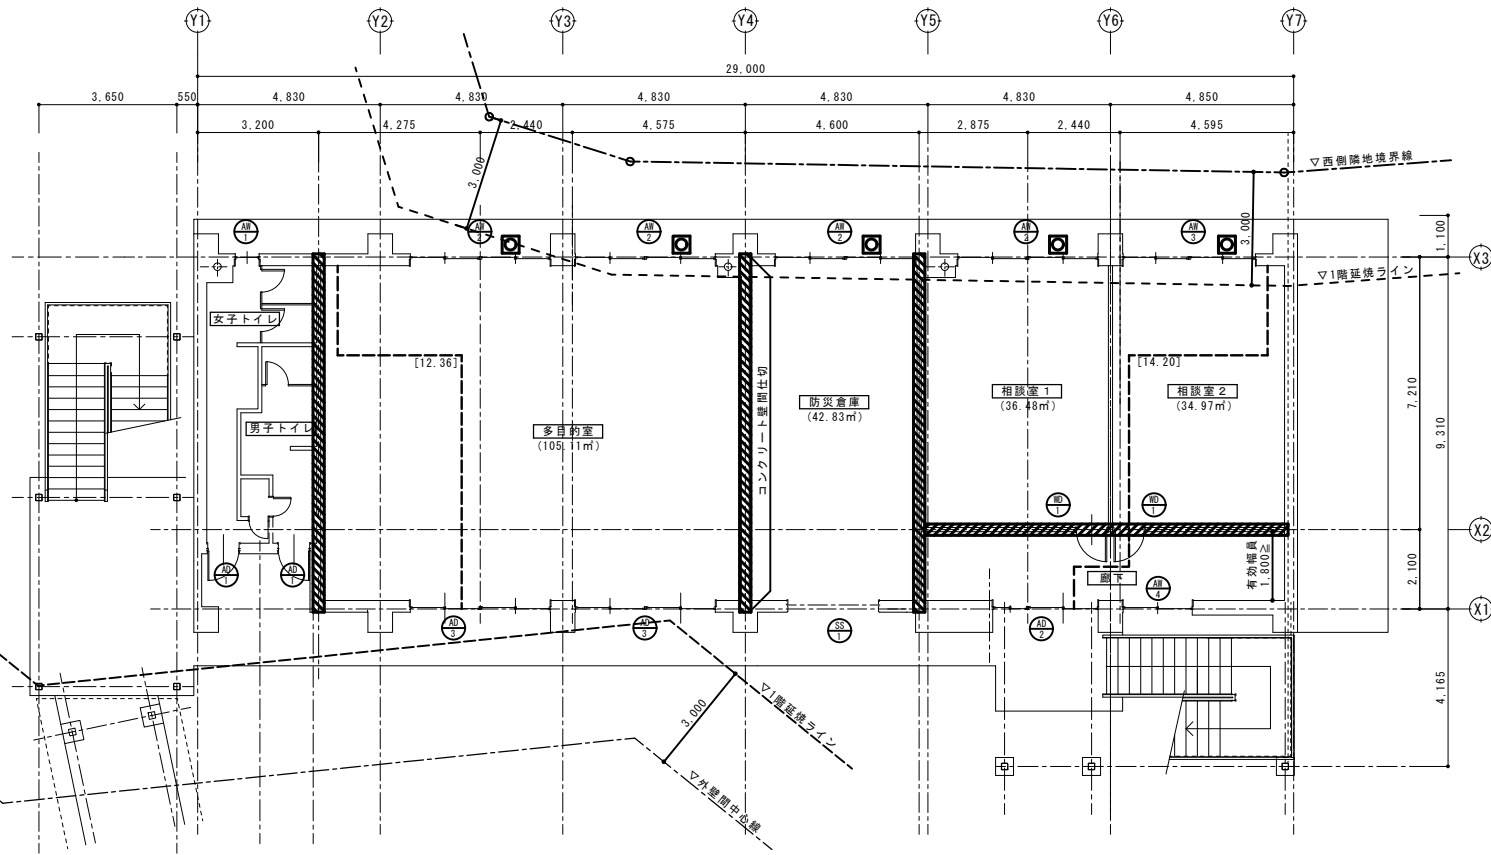 Y1 Y2 Y3 Y4 Y5 Y6 Y7
29,000
3,650 550 4,830 4,830 4,830 4,830 4,830 4,850
3,200 4,275 2,440 4,575 4,600 2,875 2,440 4,595
▽西側隣地境界線
3,000
3,000
AW 1
AW 2
AW 2
AW 2
AW 3
1,100
X3
▽1階延焼ライン
女子トイレ
[12.36]
[14.20]
コンクリート壁間仕切
相談室1
(36.48㎡)
相談室2
(34.97㎡)
防災倉庫
(42.83㎡)
7,210
9,310
男子トイレ
多目的室
(105.11㎡)
WD 1
WD 1
X2
有効幅員
1,800≧
2,100
AD 1
AD 1
廊下
AW 4
X1
AD 3
AD 3
SS 1
AD 2
4,165
3,000
▽1階延焼ライン
▽外壁間中心線